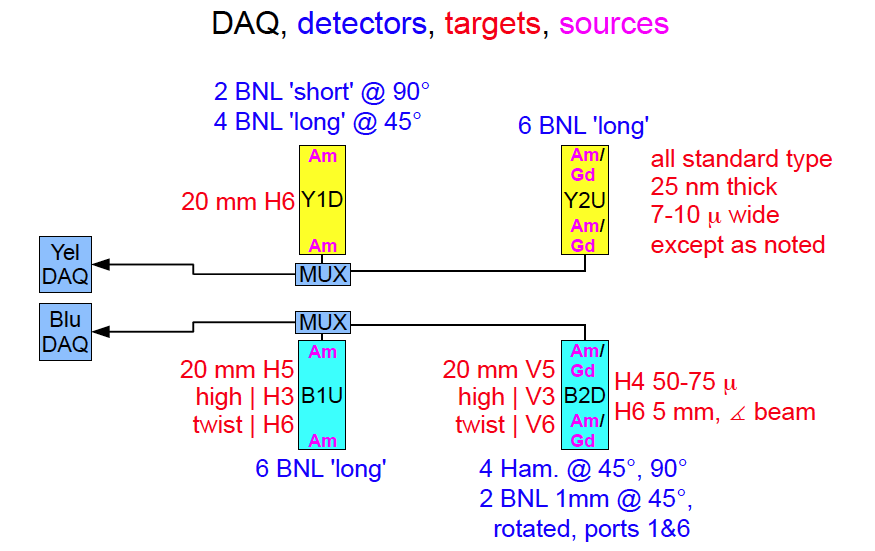 DAQ, detectors, targets, sources
2 BNL 'short' @ 90°
4 BNL 'long' @ 45°
6 BNL 'long'
Am
20 mm H6 Y1D
Am
Am/
Gd
Y2U
Am/
Gd
all standard type
25 nm thick
7-10 μ wide
except as noted
Yel
DAQ
MUX
Blu
DAQ
MUX
20 mm H5
high | H3
twist | H6
Am
B1U
Am
20 mm V5
high | V3
twist | V6
Am/
Gd
B2D
Am/
Gd
H4 50-75 μ
H6 5 mm, ∡ beam
6 BNL 'long'
4 Ham. @ 45°, 90°
2 BNL 1mm @ 45°,
rotated, ports 1&6